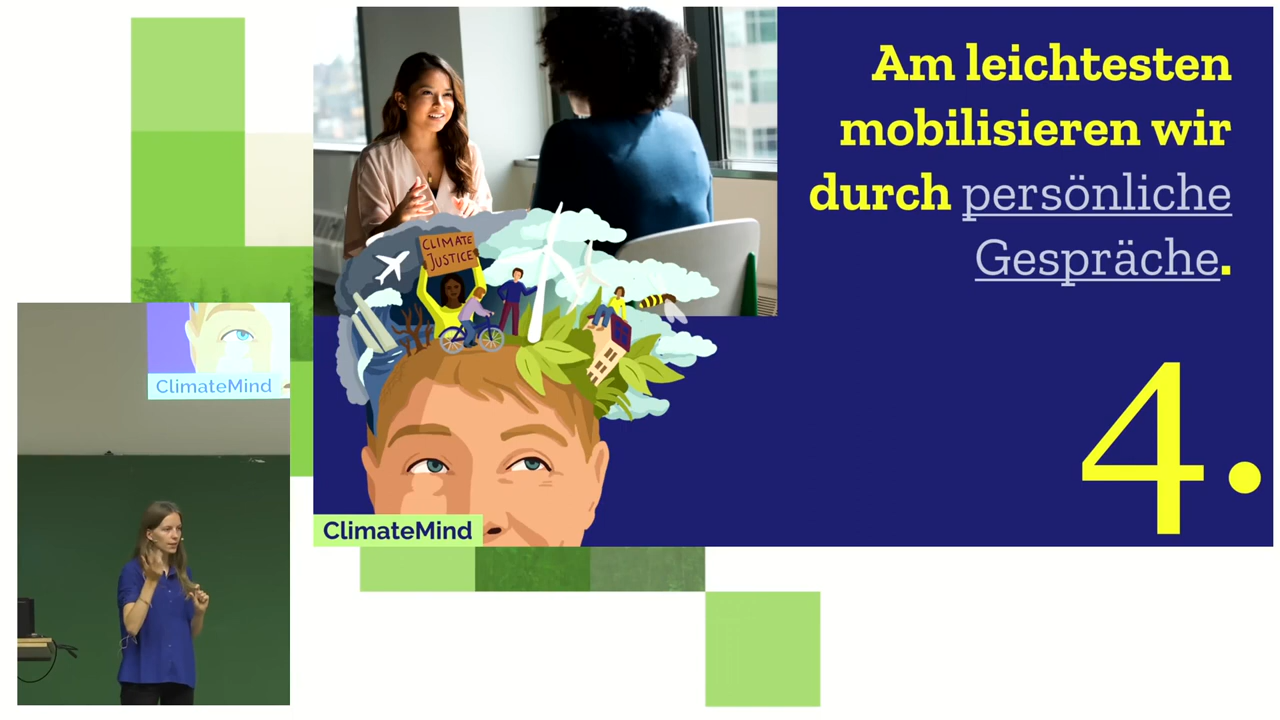 Am leichtesten
mobilisieren wir
durch persönliche
Gespräche.
CLIMATE
JUSTICE
4.
ClimateMind
ClimateMind